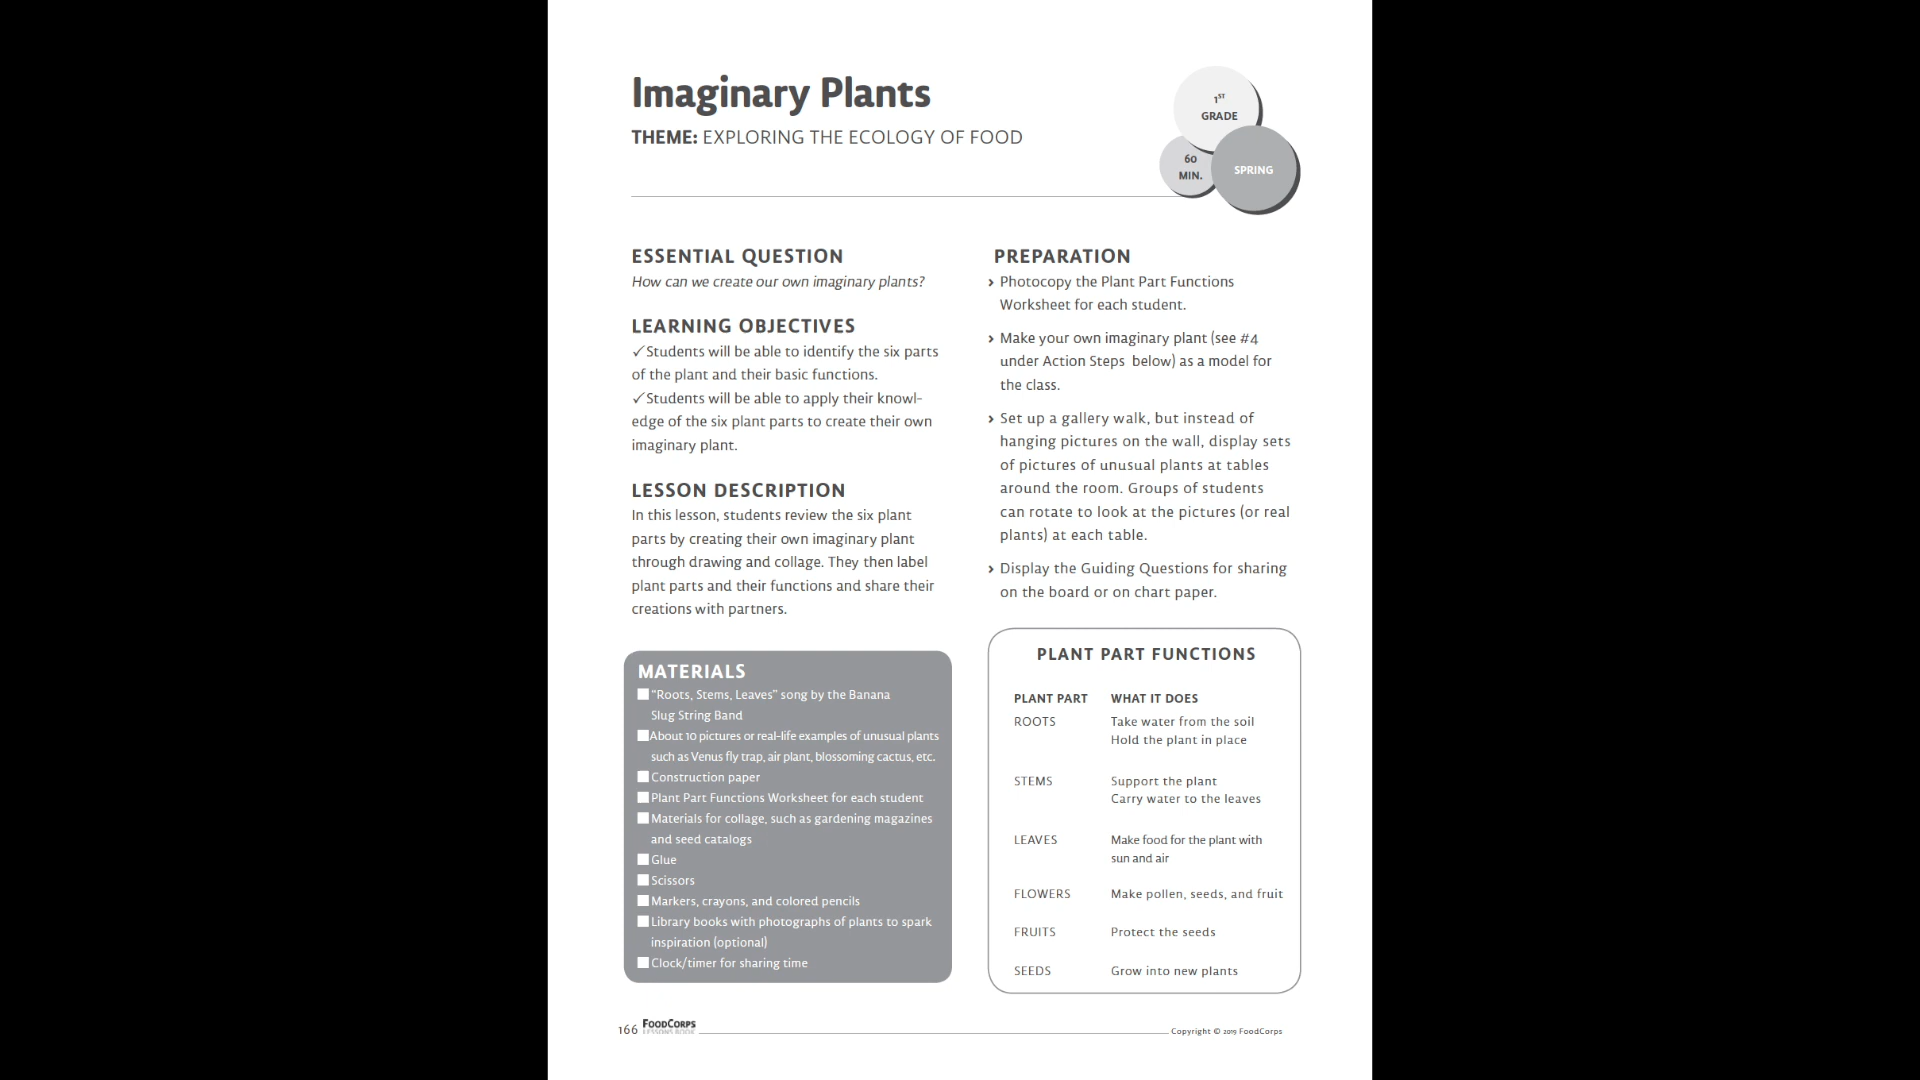 Imaginary Plants
THEME: EXPLORING THE ECOLOGY OF FOOD
1ST
GRADE
60
MIN.
SPRING
ESSENTIAL QUESTION
How can we create our own imaginary plants?
LEARNING OBJECTIVES
✓Students will be able to identify the six parts
of the plant and their basic functions.
✓Students will be able to apply their knowl-
edge of the six plant parts to create their own
imaginary plant.
LESSON DESCRIPTION
In this lesson, students review the six plant
parts by creating their own imaginary plant
through drawing and collage. They then label
plant parts and their functions and share their
creations with partners.
MATERIALS
“Roots, Stems, Leaves” song by the Banana
Slug String Band
About 10 pictures or real-life examples of unusual plants
such as Venus fly trap, air plant, blossoming cactus, etc.
Construction paper
Plant Part Functions Worksheet for each student
Materials for collage, such as gardening magazines
and seed catalogs
Glue
Scissors
Markers, crayons, and colored pencils
Library books with photographs of plants to spark
inspiration (optional)
Clock/timer for sharing time
PREPARATION
› Photocopy the Plant Part Functions
Worksheet for each student.
› Make your own imaginary plant (see #4
under Action Steps below) as a model for
the class.
› Set up a gallery walk, but instead of
hanging pictures on the wall, display sets
of pictures of unusual plants at tables
around the room. Groups of students
can rotate to look at the pictures (or real
plants) at each table.
› Display the Guiding Questions for sharing
on the board or on chart paper.
PLANT PART FUNCTIONS
PLANT PART WHAT IT DOES
ROOTS Take water from the soil
Hold the plant in place
STEMS Support the plant
Carry water to the leaves
LEAVES Make food for the plant with
sun and air
FLOWERS Make pollen, seeds, and fruit
FRUITS Protect the seeds
SEEDS Grow into new plants
166 FOODCORPS
LESSONS BOOK
Copyright © 2019 FoodCorps